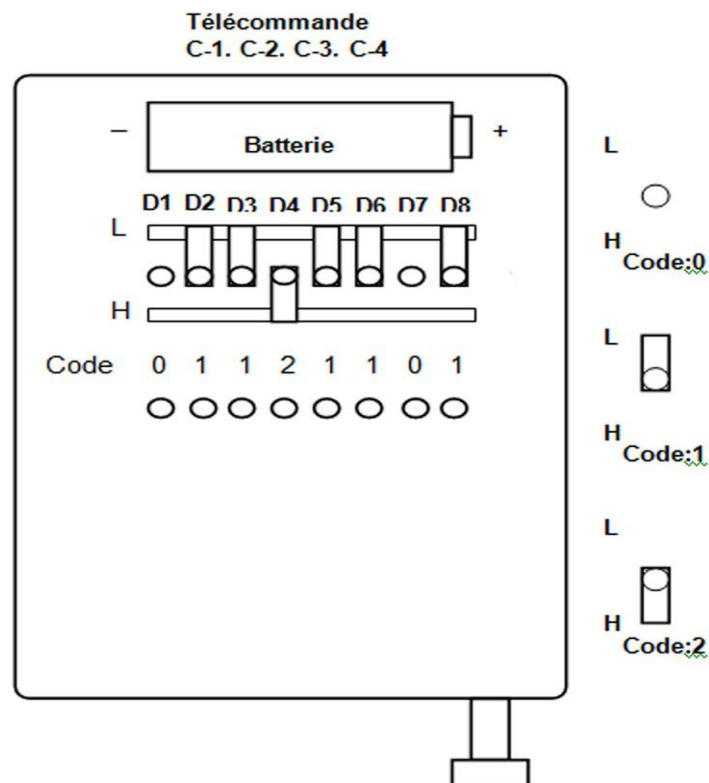 Télécommande
C-1. C-2. C-3. C-4
– Batterie +
D1 D2 D3 D4 D5 D6 D7 D8
L
H
Code 0 1 1 2 1 1 0 1
L
H
Code:0
L
H
Code:1
L
H
Code:2